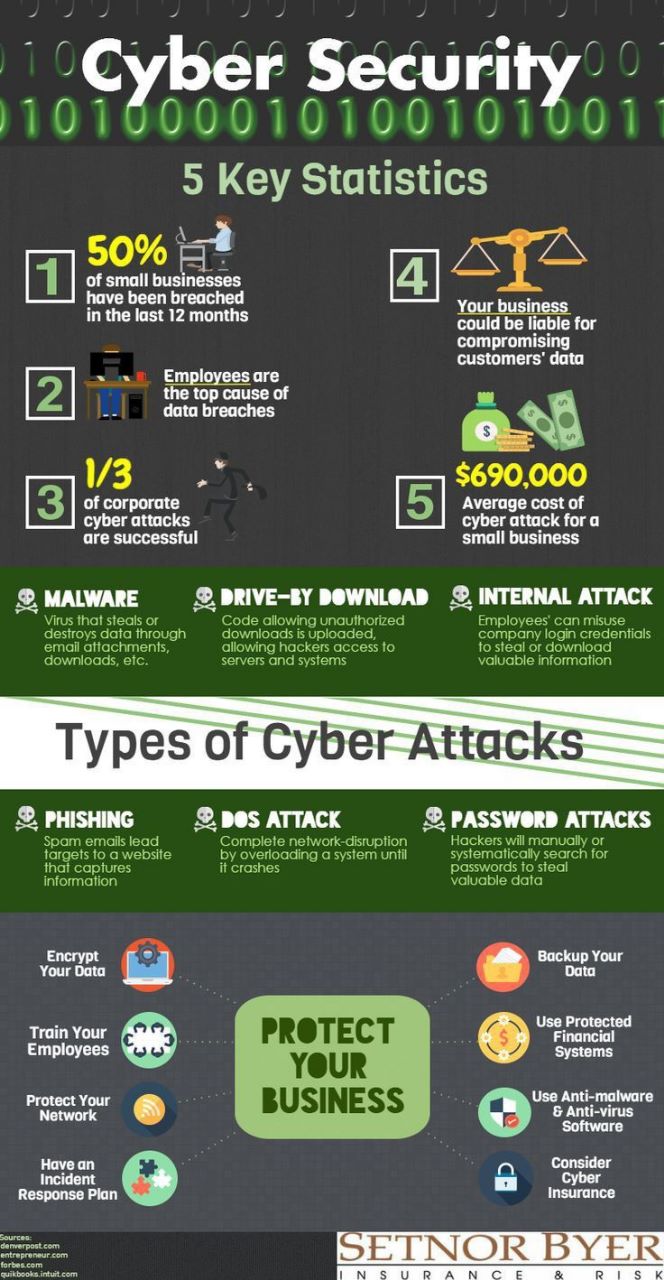 Cyber Security
01010000101001010011
5 Key Statistics
1
50%
of small businesses
have been breached
in the last 12 months
2
Employees are
the top cause of
data breaches
3
1/3
of corporate
cyber attacks
are successful
4
Your business
could be liable for
compromising
customers' data
$
$
$
5
$690,000
Average cost of
cyber attack for a
small business
MALWARE
Virus that steals or
destroys data through
email attachments,
downloads, etc.
DRIVE-BY DOWNLOAD
Code allowing unauthorized
downloads is uploaded,
allowing hackers access to
servers and systems
INTERNAL ATTACK
Employees' can misuse
company login credentials
to steal or download
valuable information
Types of Cyber Attacks
PHISHING
Spam emails lead
targets to a website
that captures
information
DOS ATTACK
Complete network-disruption
by overloading a system until
it crashes
PASSWORD ATTACKS
Hackers will manually or
systematically search for
passwords to steal
valuable data
Encrypt
Your Data
Train Your
Employees
Protect Your
Network
Have an
Incident
Response Plan
PROTECT
YOUR
BUSINESS
Backup Your
Data
$
Use Protected
Financial
Systems
Use Anti-malware
& Anti-virus
Software
Consider
Cyber
Insurance
Sources:
denverpost.com
entrepreneur.com
forbes.com
quikbooks.intuit.com
SETNOR BYER
INSURANCE & RISK